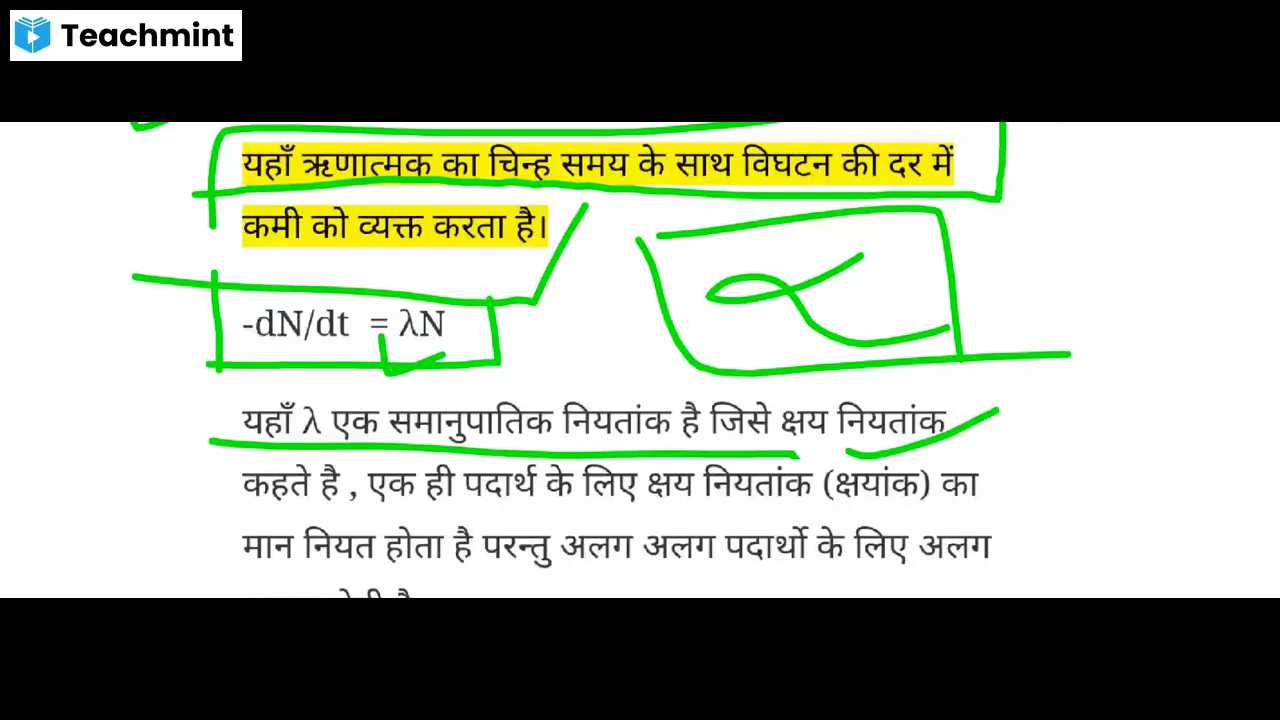 Teachmint
यहाँ ऋणात्मक का चिन्ह समय के साथ विघटन की दर में
कमी को व्यक्त करता है।
-dN/dt = λN
यहाँ λ एक समानुपातिक नियतांक है जिसे क्षय नियतांक
कहते है , एक ही पदार्थ के लिए क्षय नियतांक (क्षयांक) का
मान नियत होता है परन्तु अलग अलग पदार्थो के लिए अलग